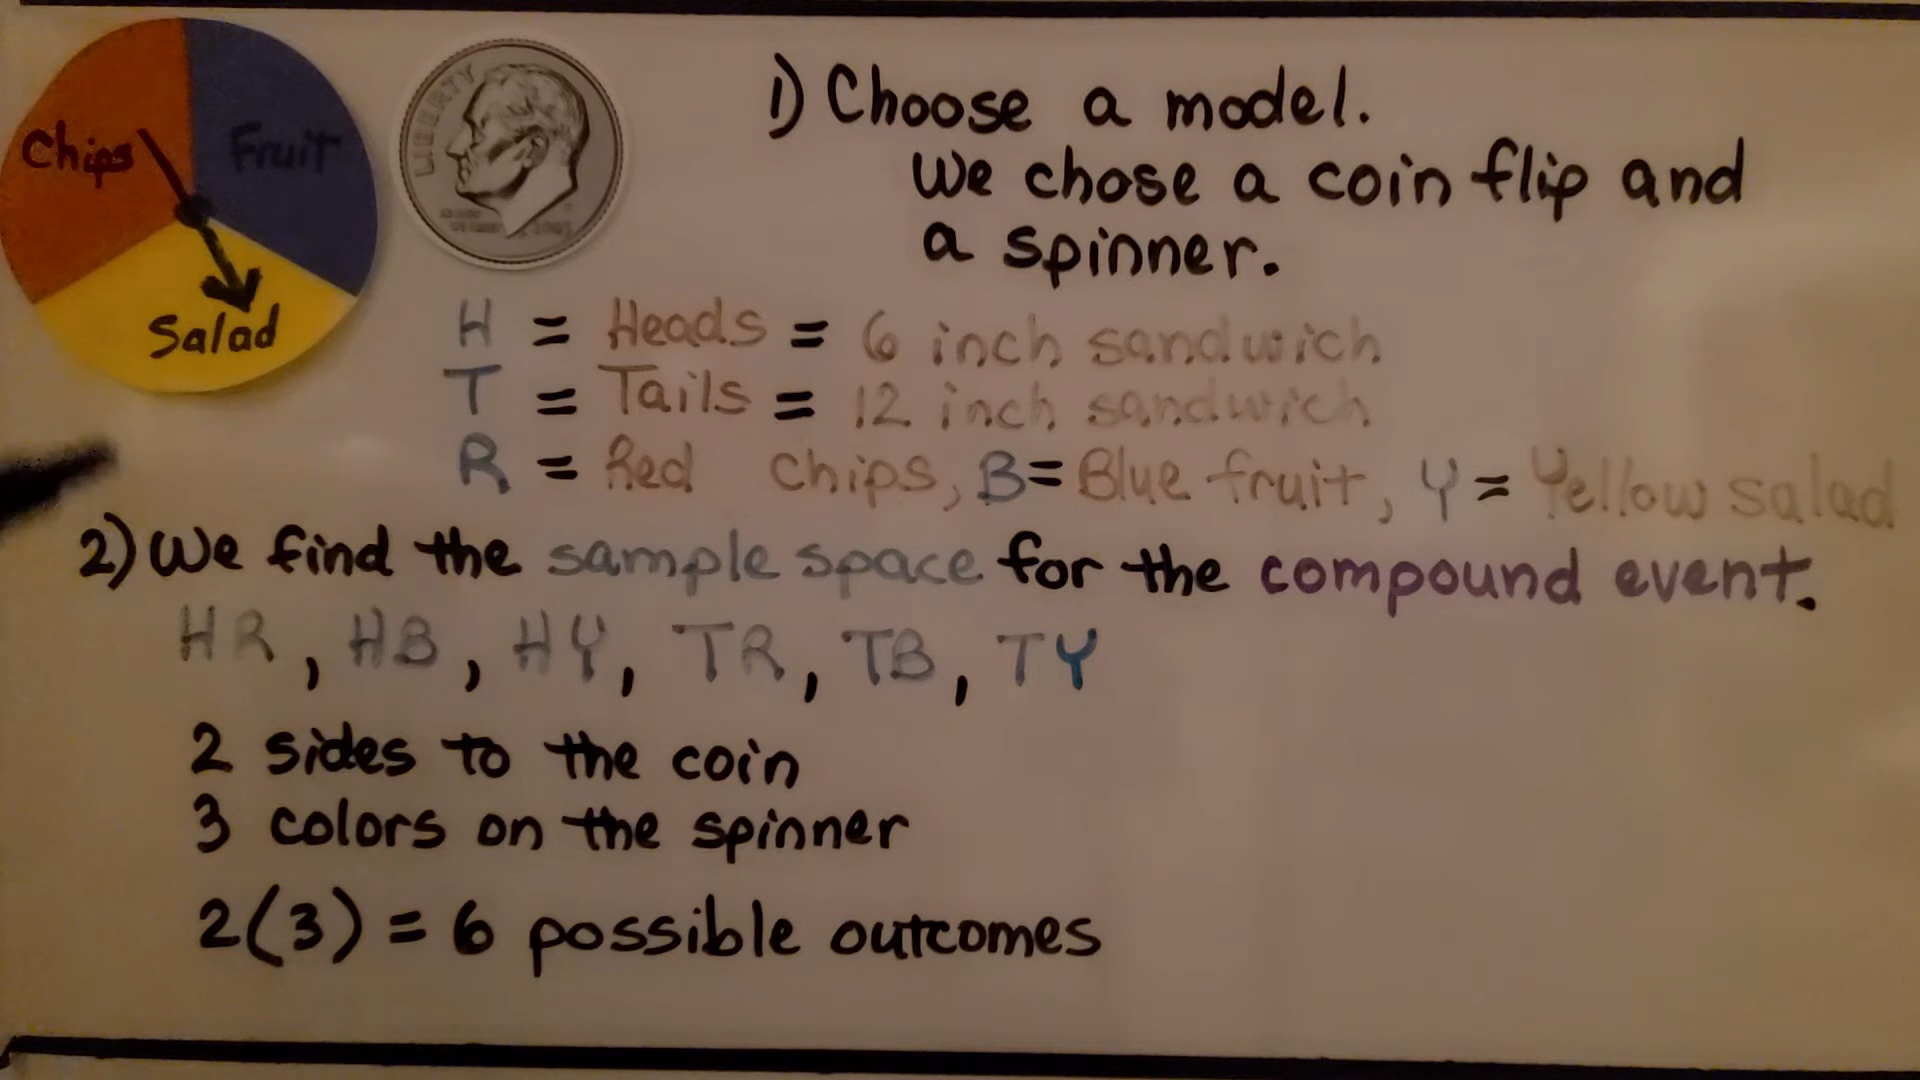 Chips Fruit
Salad
LIBERTY
1) Choose a model.
We chose a coin flip and
a spinner.
H = Heads = 6 inch sandwich
T = Tails = 12 inch sandwich
R = Red chips, B = Blue fruit, Y = Yellow salad
2) We find the sample space for the compound event.
HR, HB, HY, TR, TB, TY
2 sides to the coin
3 colors on the spinner
2(3) = 6 possible outcomes